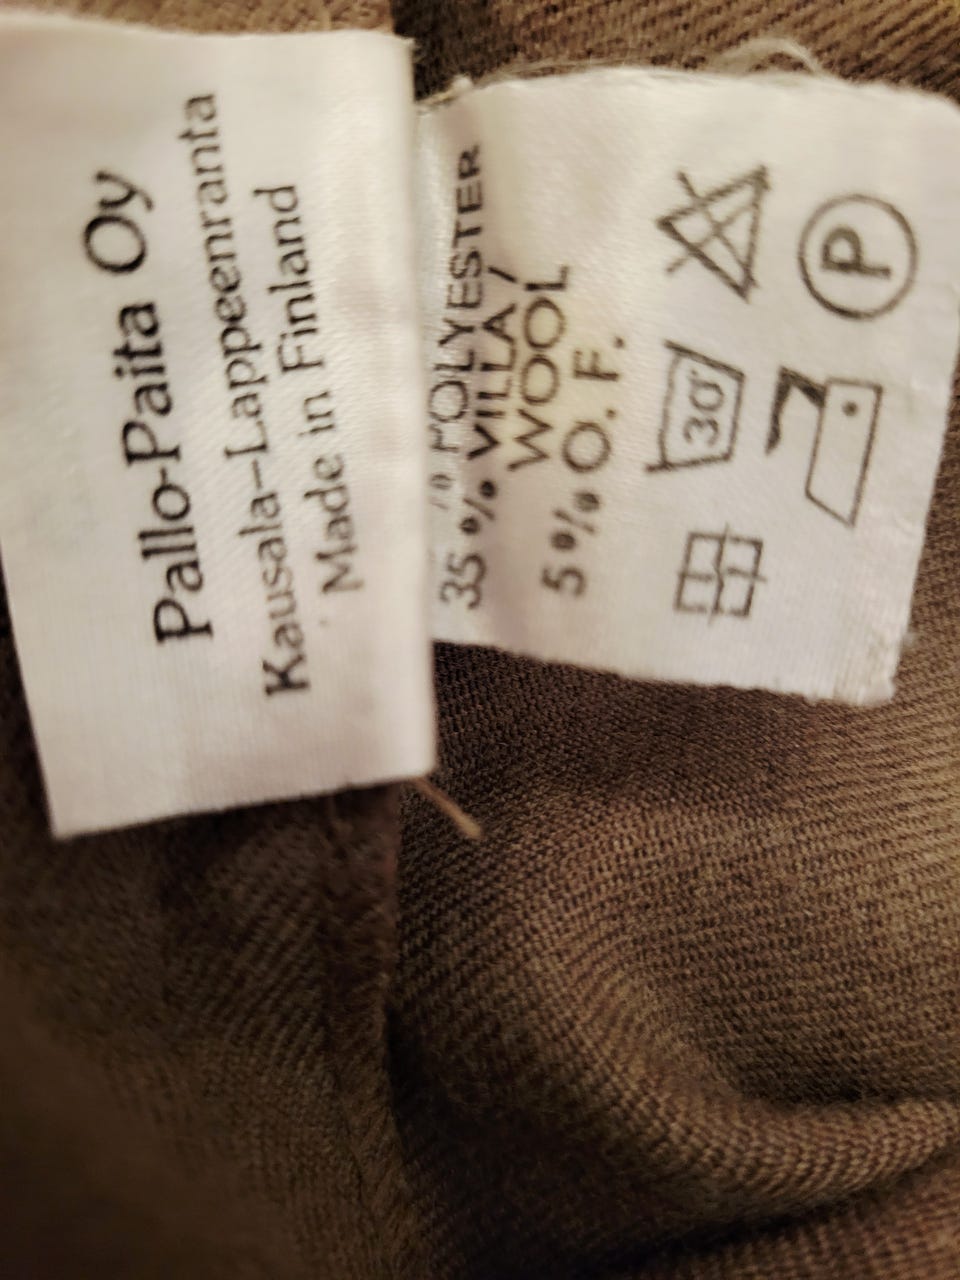 Pallo-Paita Oy
Kausala-Lappeenranta
Made in Finland
% POLYESTER
35 % VILLA /
WOOL
5 % O. F.
30
P